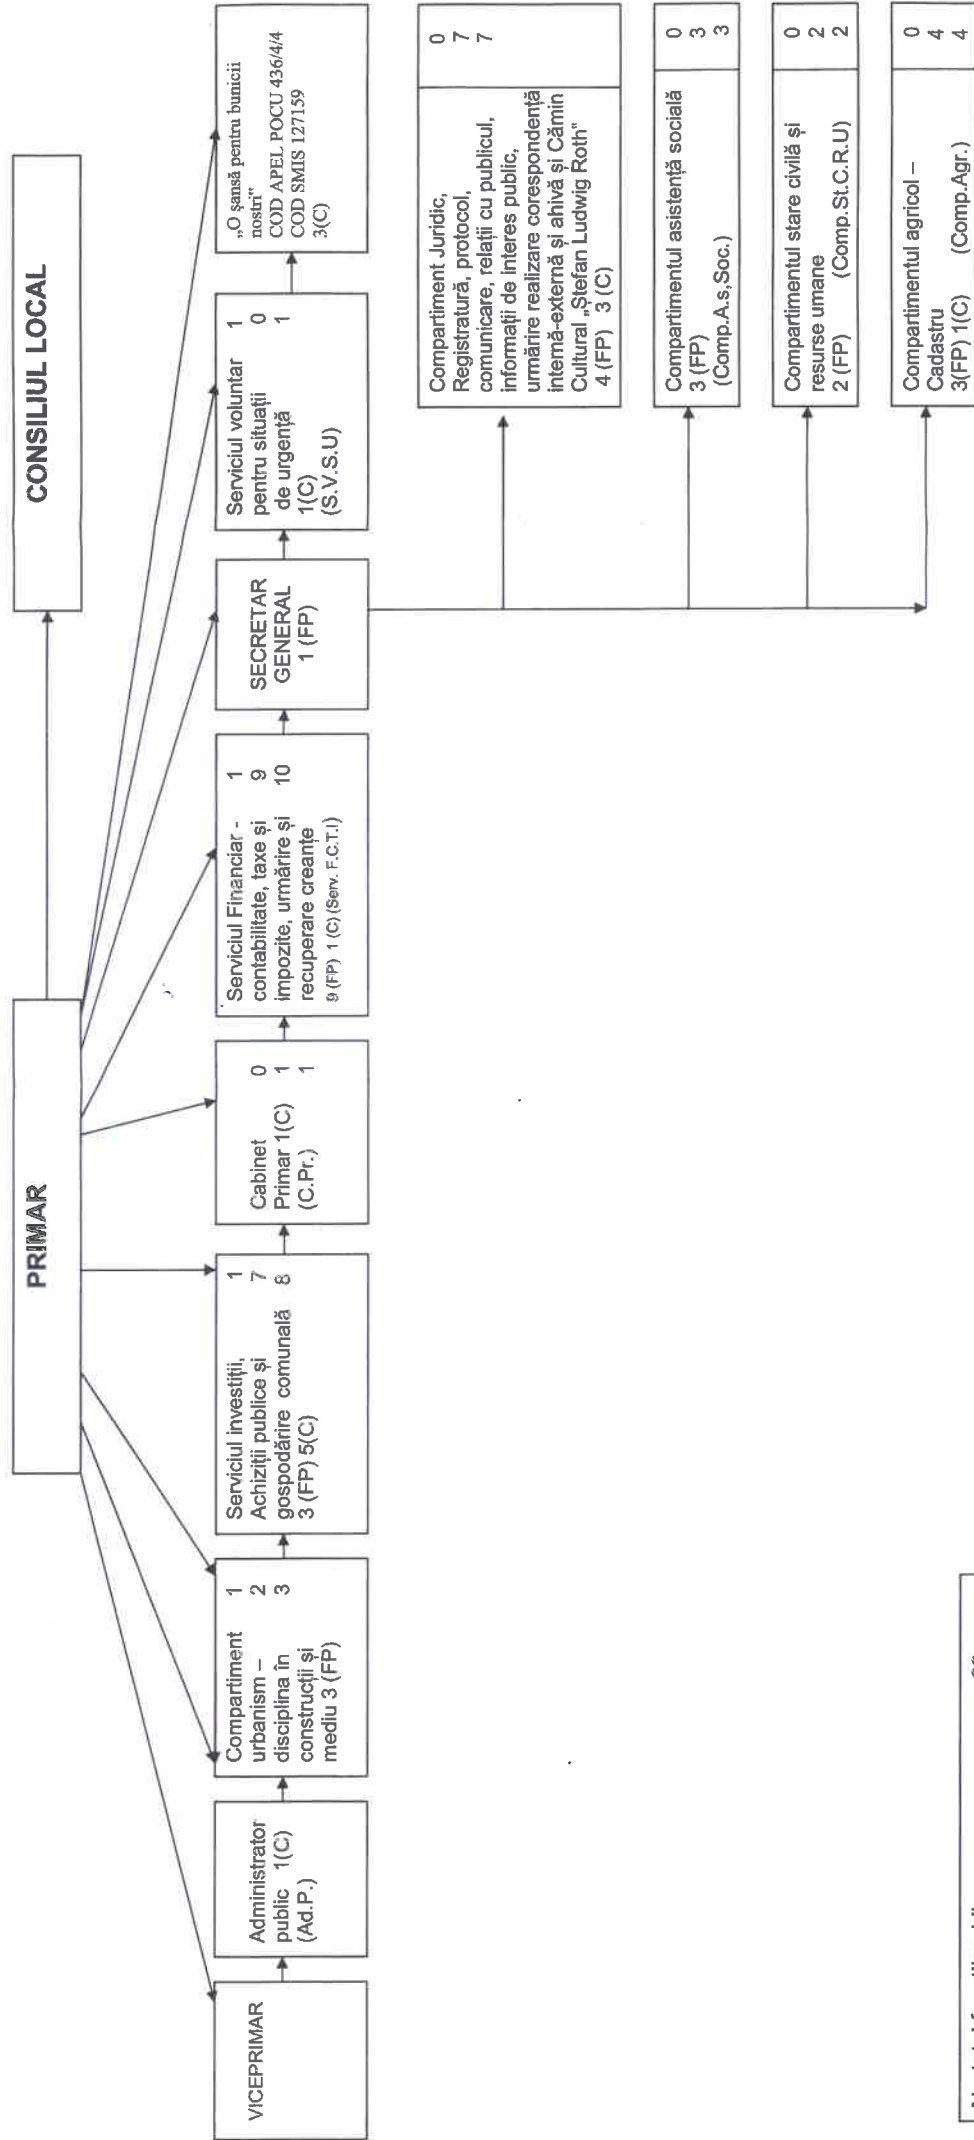 PRIMAR
CONSILIUL LOCAL
VICEPRIMAR
Administrator
public 1(C)
(Ad.P.)
Compartiment 1
urbanism – 2
disciplina în 3
construcții și
mediu 3 (FP)
Serviciul investiții, 1
Achiziții publice și 7
gospodărire comunală 8
3 (FP) 5(C)
Cabinet 0
Primar 1(C) 1
(C.Pr.) 1
Serviciul Financiar - 1
contabilitate, taxe și 9
impozite, urmărire și 10
recuperare creanțe
9 (FP) 1 (C) (Serv. F.C.T.I)
SECRETAR
GENERAL
1 (FP)
Serviciul voluntar 1
pentru situații 0
de urgență 1
1(C)
(S.V.S.U)
„O șansă pentru bunicii
nostri"
COD APEL POCU 436/4/4
COD SMIS 127159
3(C)
Compartiment Juridic, 0
Registratură, protocol, 7
comunicare, relații cu publicul, 7
informații de interes public,
urmărire realizare corespondență
internă-externă și ahivă și Cămin
Cultural „Ștefan Ludwig Roth"
4 (FP) 3 (C)
Compartimentul asistență socială 0
3 (FP) 3
(Comp.A.s,Soc.) 3
Compartimentul stare civilă și 0
resurse umane 2
2 (FP) (Comp.St.C.R.U) 2
Compartimentul agricol – 0
Cadastru 4
3(FP) 1(C) (Comp.Agr.) 4